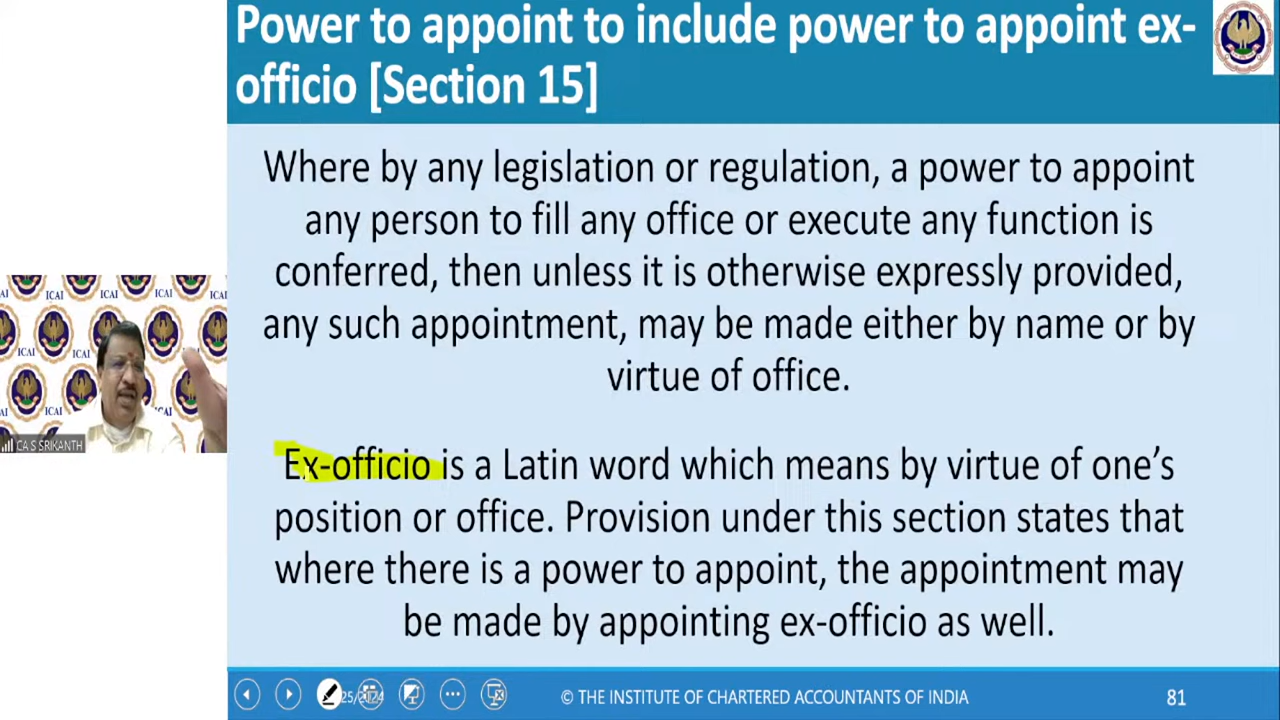 Power to appoint to include power to appoint ex-
officio [Section 15]
Where by any legislation or regulation, a power to appoint
any person to fill any office or execute any function is
conferred, then unless it is otherwise expressly provided,
any such appointment, may be made either by name or by
virtue of office.
Ex-officio is a Latin word which means by virtue of one’s
position or office. Provision under this section states that
where there is a power to appoint, the appointment may
be made by appointing ex-officio as well.
ICAI
ICAI
ICAI
ICAI
CA S SRIKANTH
© THE INSTITUTE OF CHARTERED ACCOUNTANTS OF INDIA
81